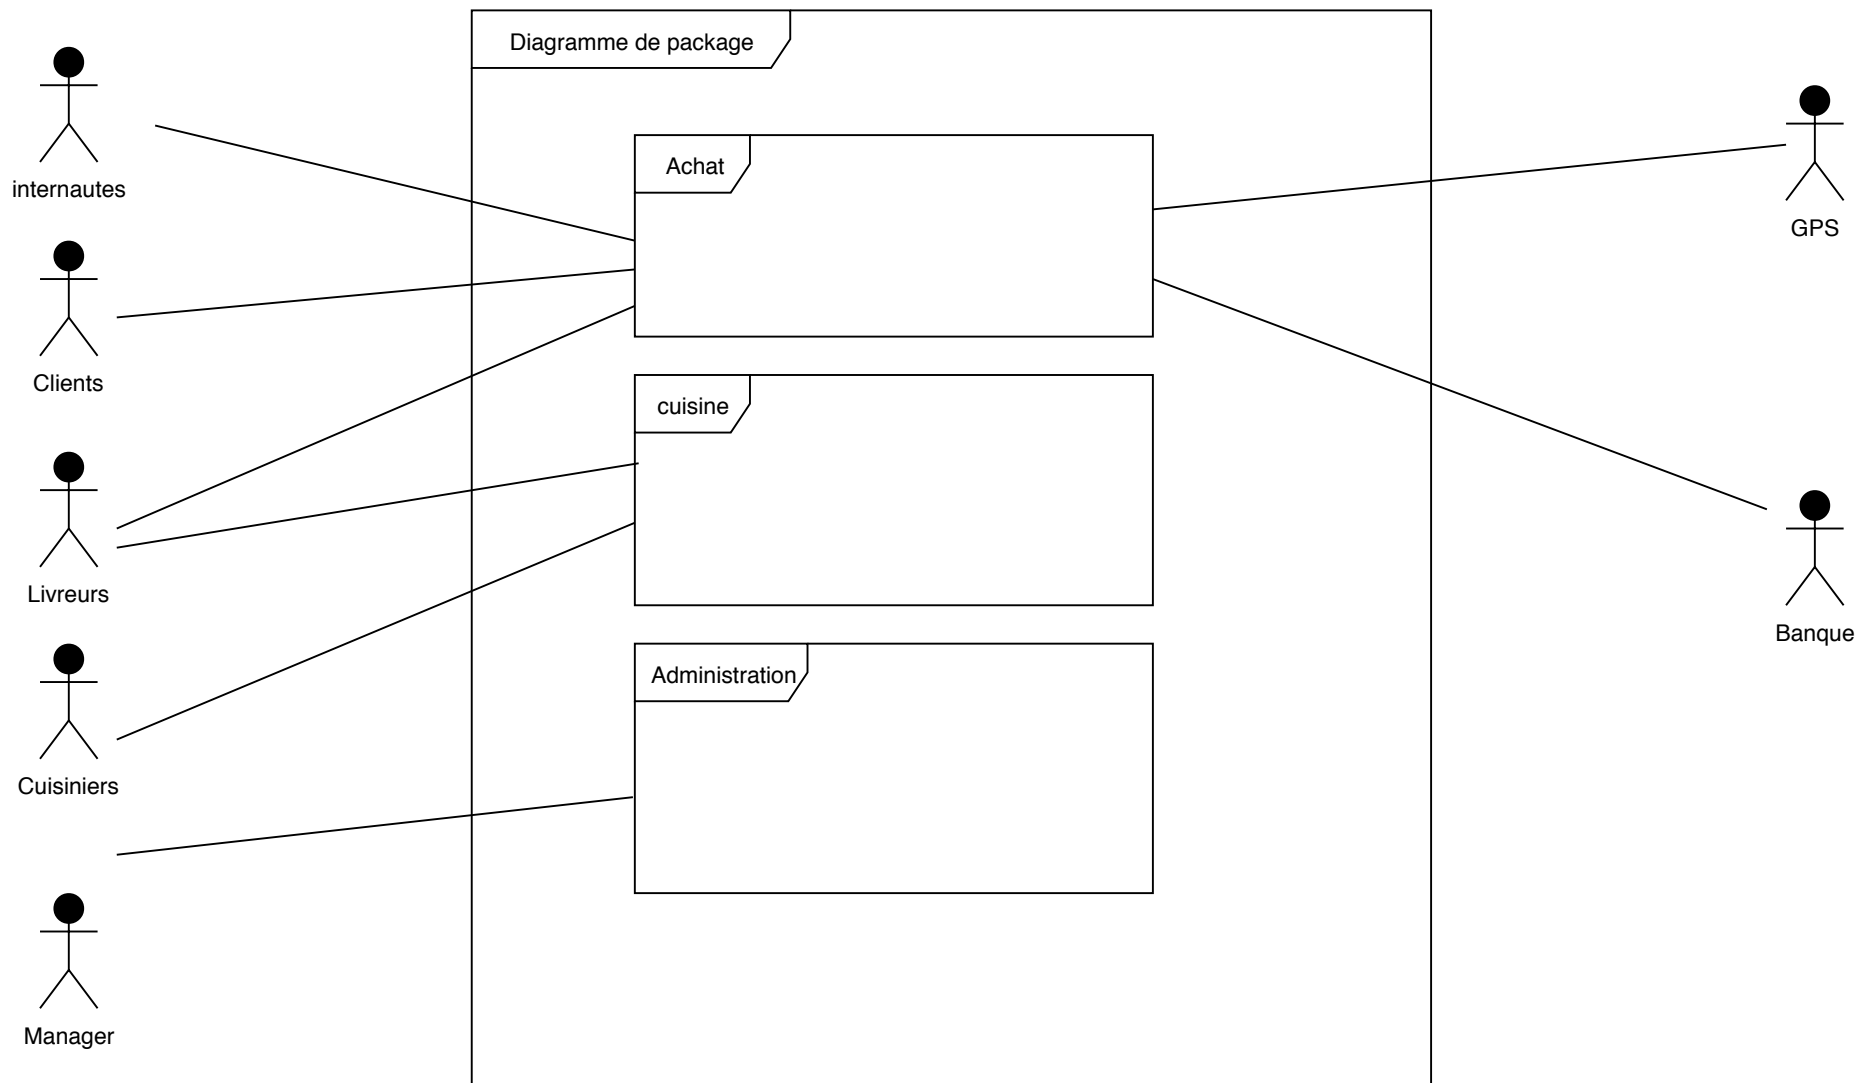 Diagramme de package
internautes
Achat
GPS
Clients
cuisine
Livreurs
Banque
Administration
Cuisiniers
Manager